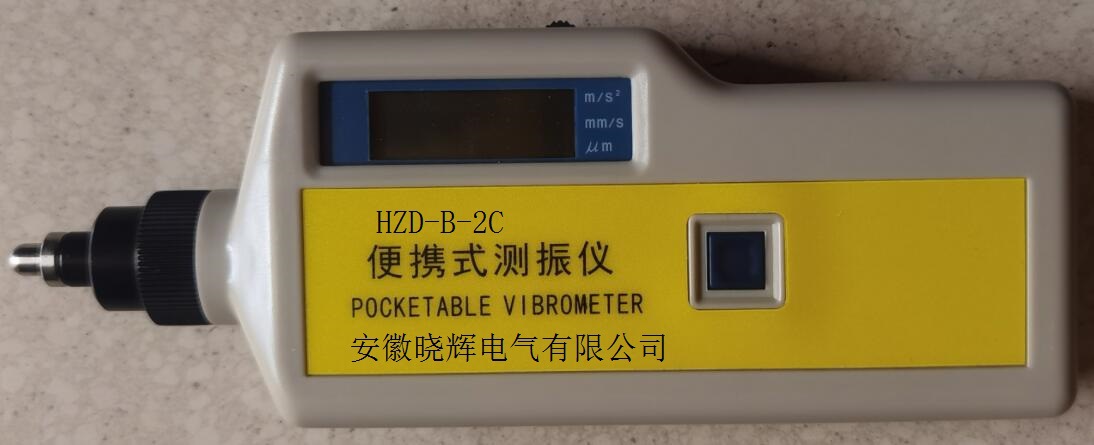 m/s²
mm/s
μm
HZD-B-2C
便携式测振仪
POCKETABLE VIBROMETER
安徽晓辉电气有限公司